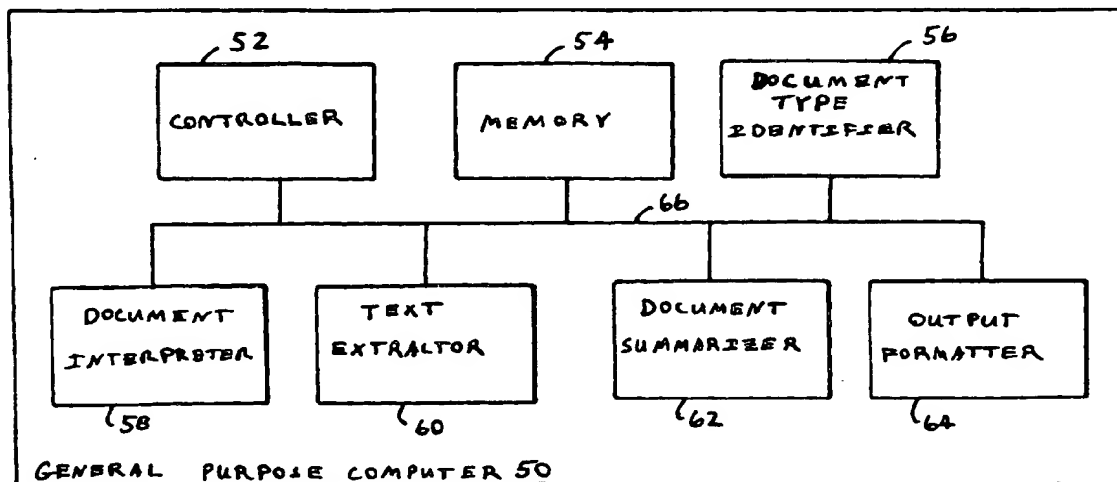 52
54
56
CONTROLLER
MEMORY
DOCUMENT
TYPE
IDENTIFIER
66
DOCUMENT
INTERPRETER
TEXT
EXTRACTOR
DOCUMENT
SUMMARIZER
OUTPUT
FORMATTER
58
60
62
64
GENERAL PURPOSE COMPUTER 50